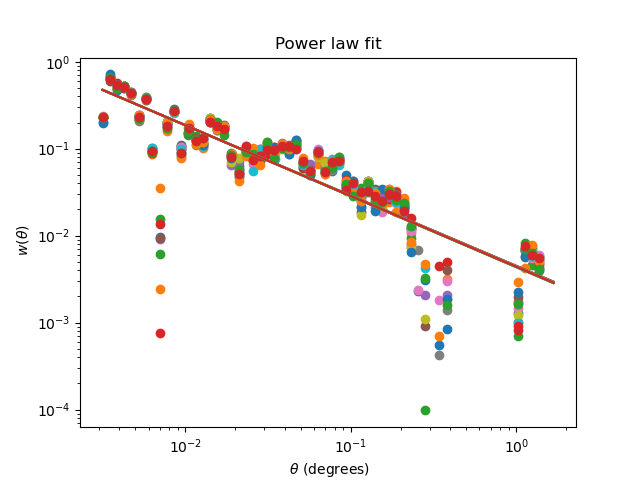 Power law fit
10⁰
10⁻¹
10⁻²
10⁻³
10⁻⁴
w(θ)
10⁻² 10⁻¹ 10⁰
θ (degrees)